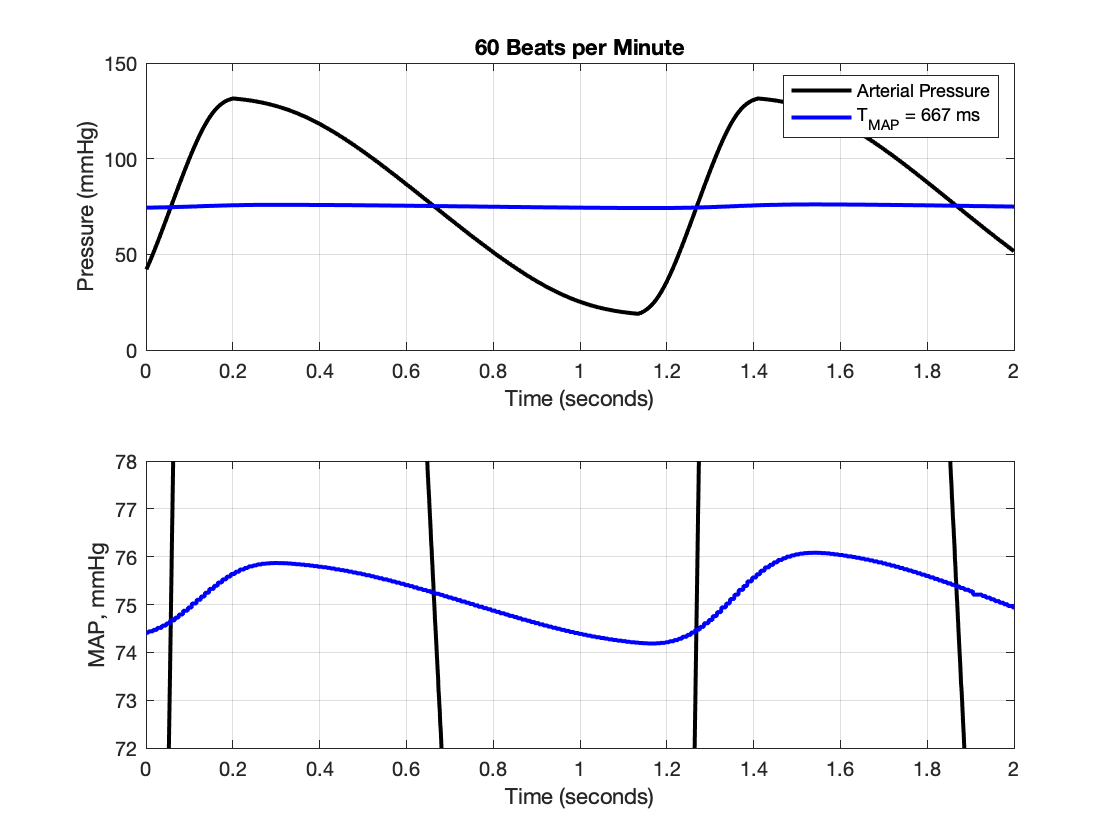 60 Beats per Minute
150
100
50
0
Pressure (mmHg)
Arterial Pressure
T_MAP = 667 ms
0 0.2 0.4 0.6 0.8 1 1.2 1.4 1.6 1.8 2
Time (seconds)
78
77
76
75
74
73
72
MAP, mmHg
0 0.2 0.4 0.6 0.8 1 1.2 1.4 1.6 1.8 2
Time (seconds)